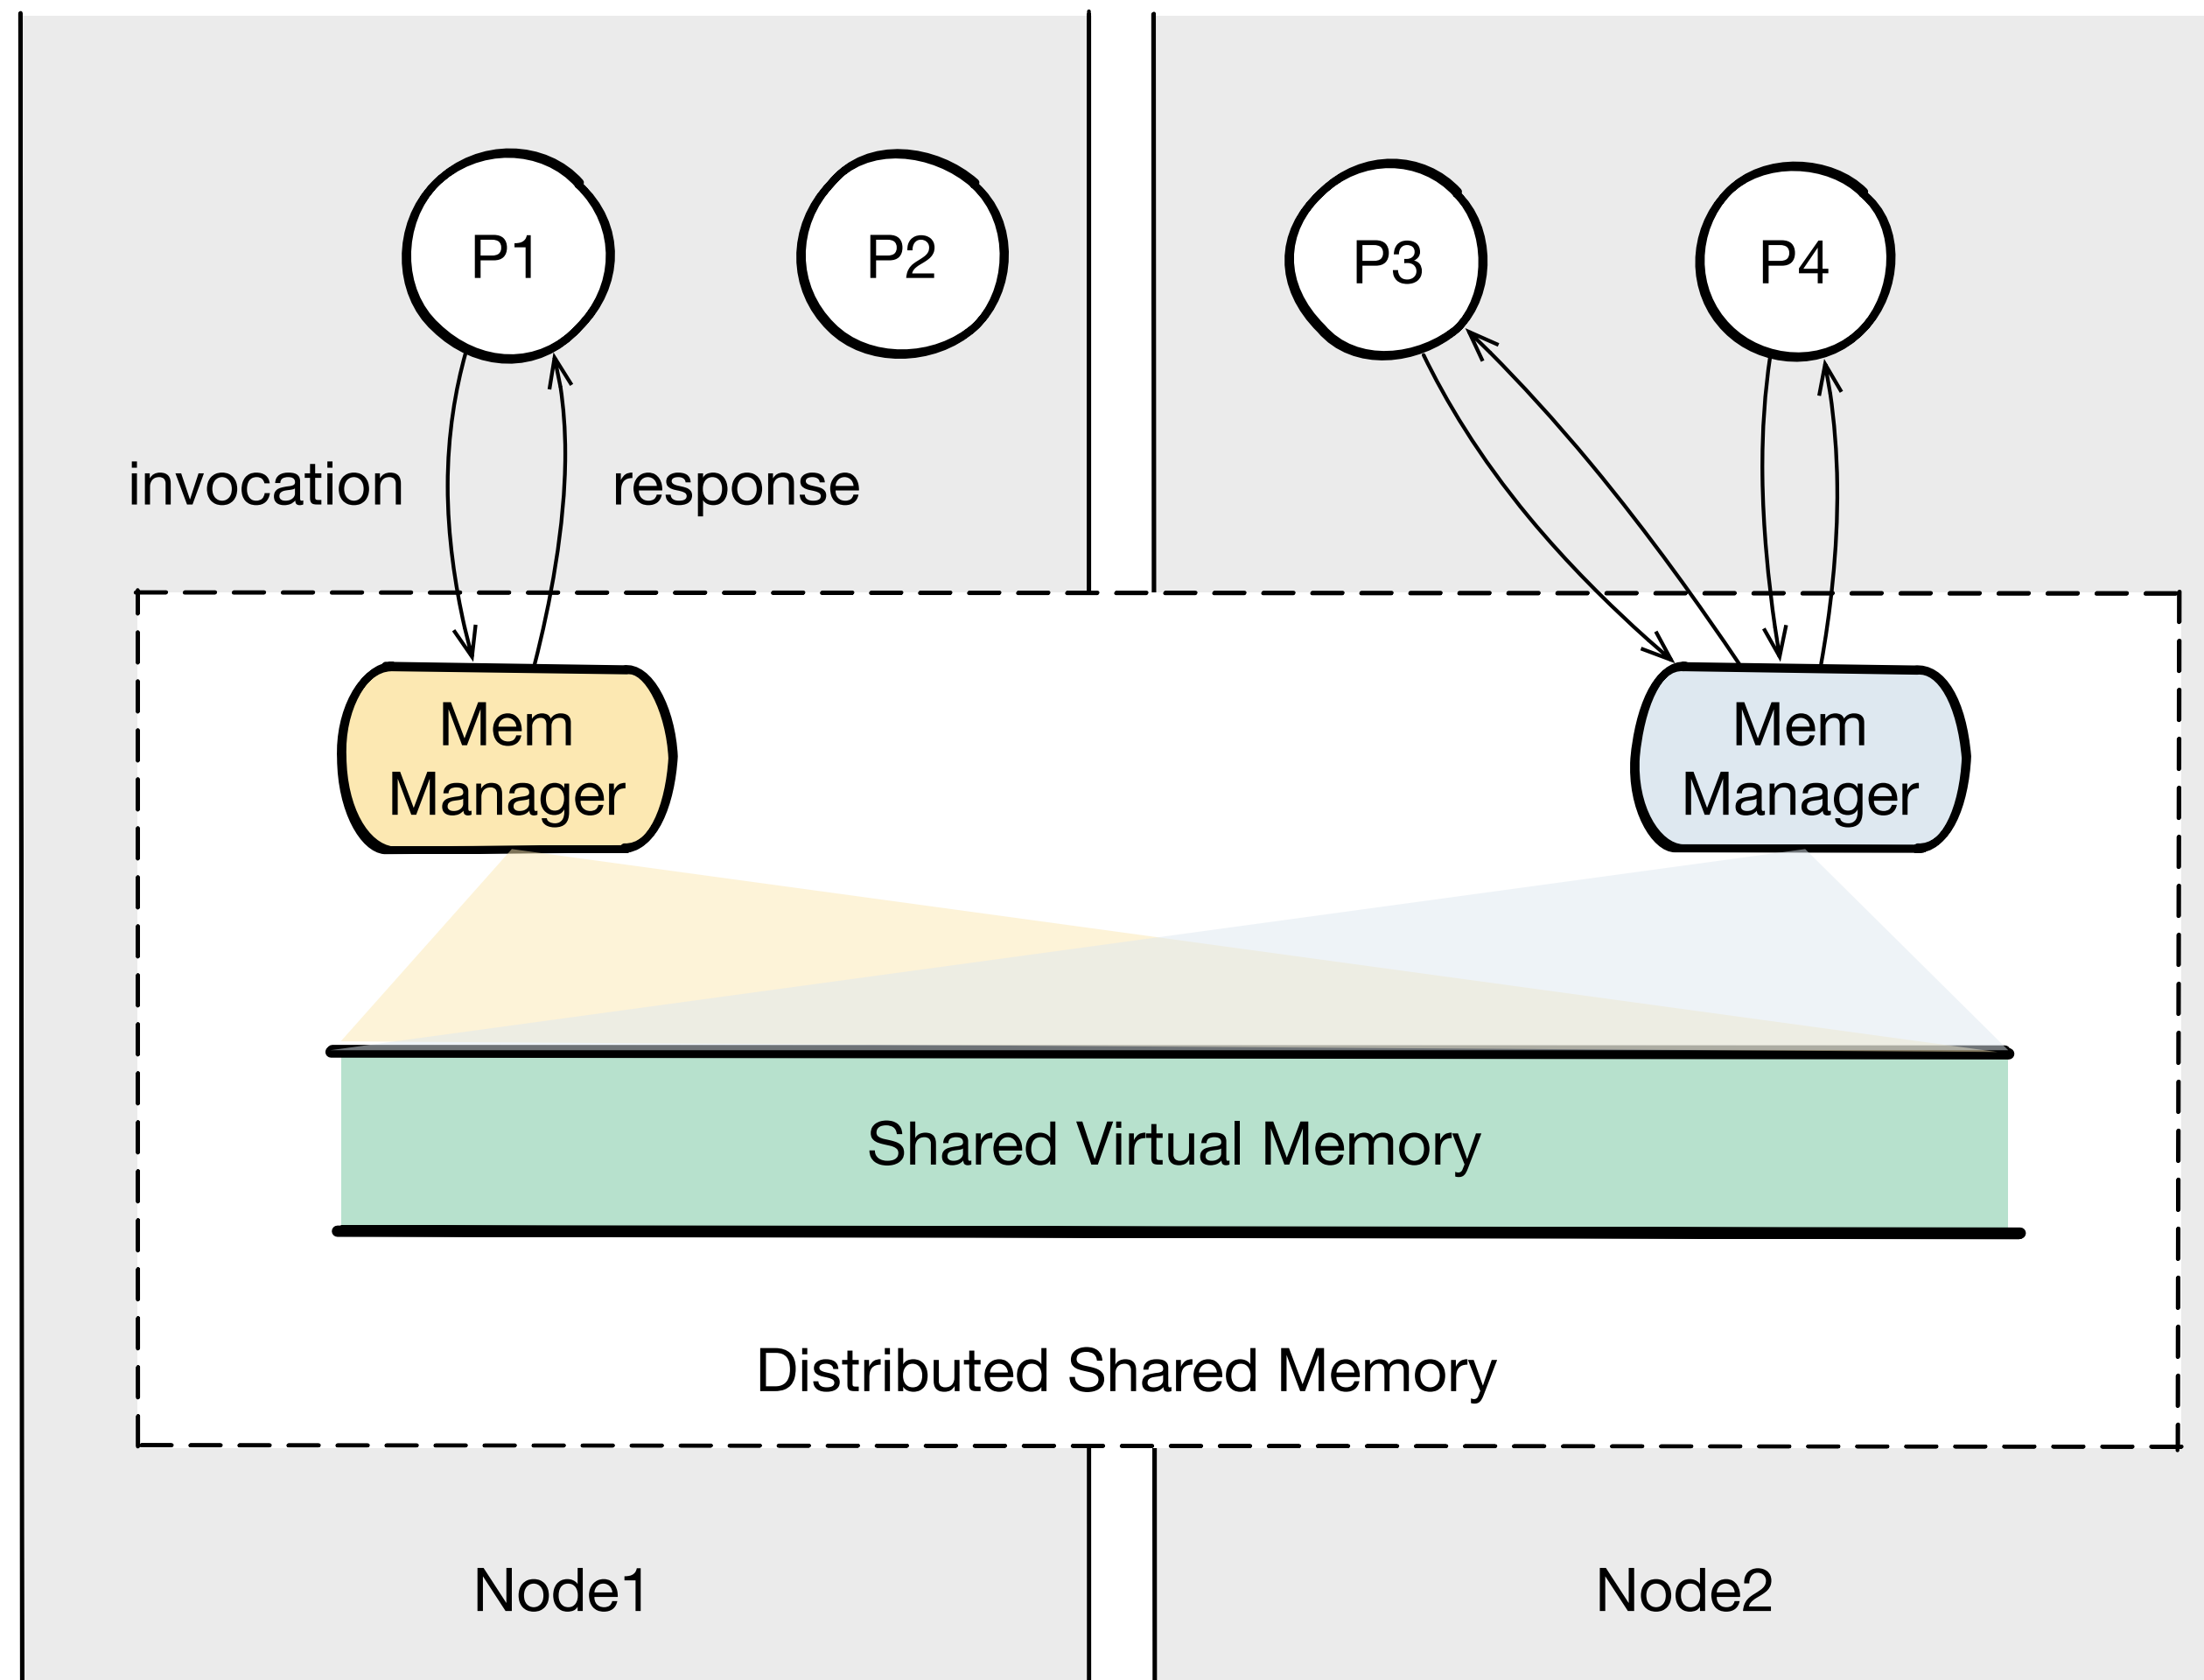 P1
P2
P3
P4
invocation
response
Mem
Manager
Mem
Manager
Shared Virtual Memory
Distributed Shared Memory
Node1
Node2